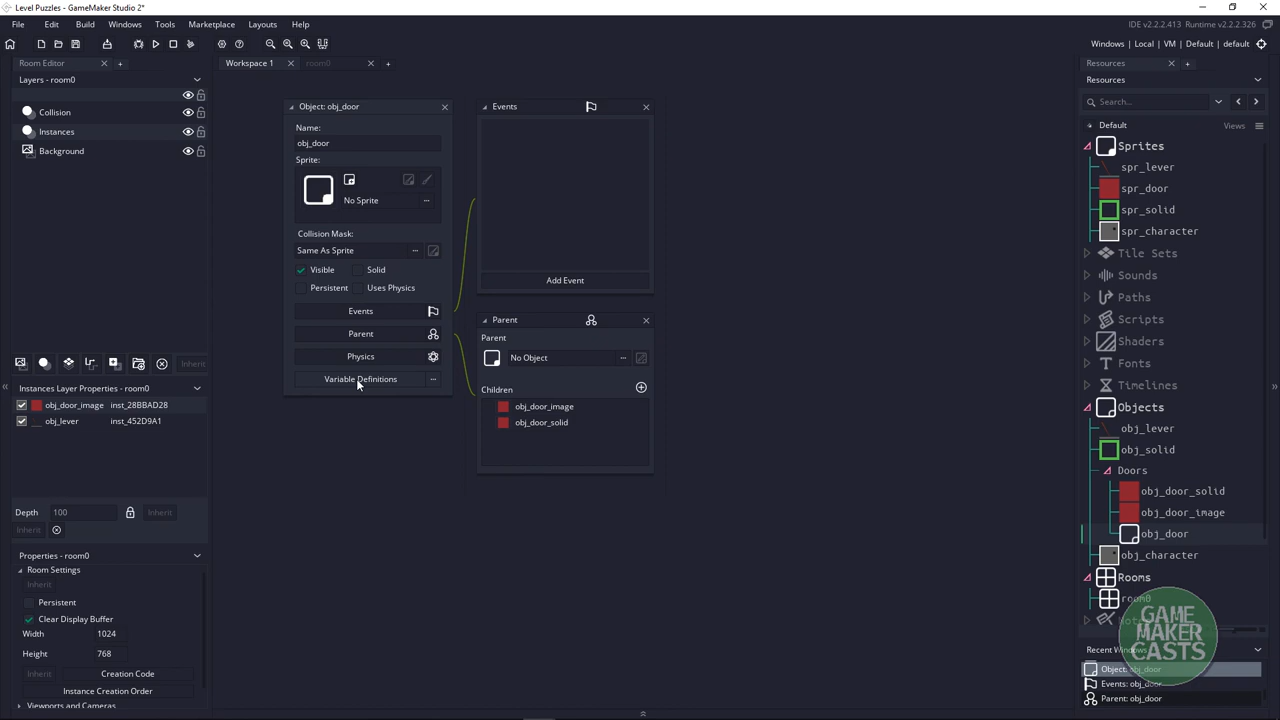 Level Puzzles - GameMaker Studio 2*
File Edit Build Windows Tools Marketplace Layouts Help
IDE v2.2.2.413 Runtime v2.2.2.326
Windows | Local | VM | Default | default
Room Editor
Layers - room0
Collision
Instances
Background
Inherit
Instances Layer Properties - room0
obj_door_image inst_28BBAD28
obj_lever inst_452D9A1
Depth 100 Inherit
Inherit
Properties - room0
Room Settings
Inherit
Persistent
Clear Display Buffer
Width 1024
Height 768
Inherit Creation Code
Instance Creation Order
Viewports and Cameras
Workspace 1
room0
Object: obj_door
Name:
obj_door
Sprite:
No Sprite
Collision Mask:
Same As Sprite
Visible Solid
Persistent Uses Physics
Events
Parent
Physics
Variable Definitions
Events
Add Event
Parent
Parent
No Object
Children
obj_door_image
obj_door_solid
Resources
Resources
Search...
Default Views
Sprites
spr_lever
spr_door
spr_solid
spr_character
Tile Sets
Sounds
Paths
Scripts
Shaders
Fonts
Timelines
Objects
obj_lever
obj_solid
Doors
obj_door_solid
obj_door_image
obj_door
obj_character
Rooms
room0
GAME
MAKER
CASTS
Recent Windows
Object: obj_door
Events: obj_door
Parent: obj_door